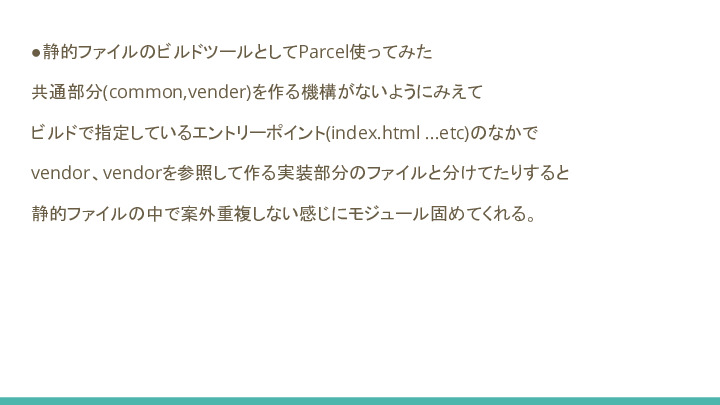 ●静的ファイルのビルドツールとしてParcel使ってみた
共通部分(common,vender)を作る機構がないようにみえて
ビルドで指定しているエントリーポイント(index.html ...etc)のなかで
vendor、vendorを参照して作る実装部分のファイルと分けてたりすると
静的ファイルの中で案外重複しない感じにモジュール固めてくれる。